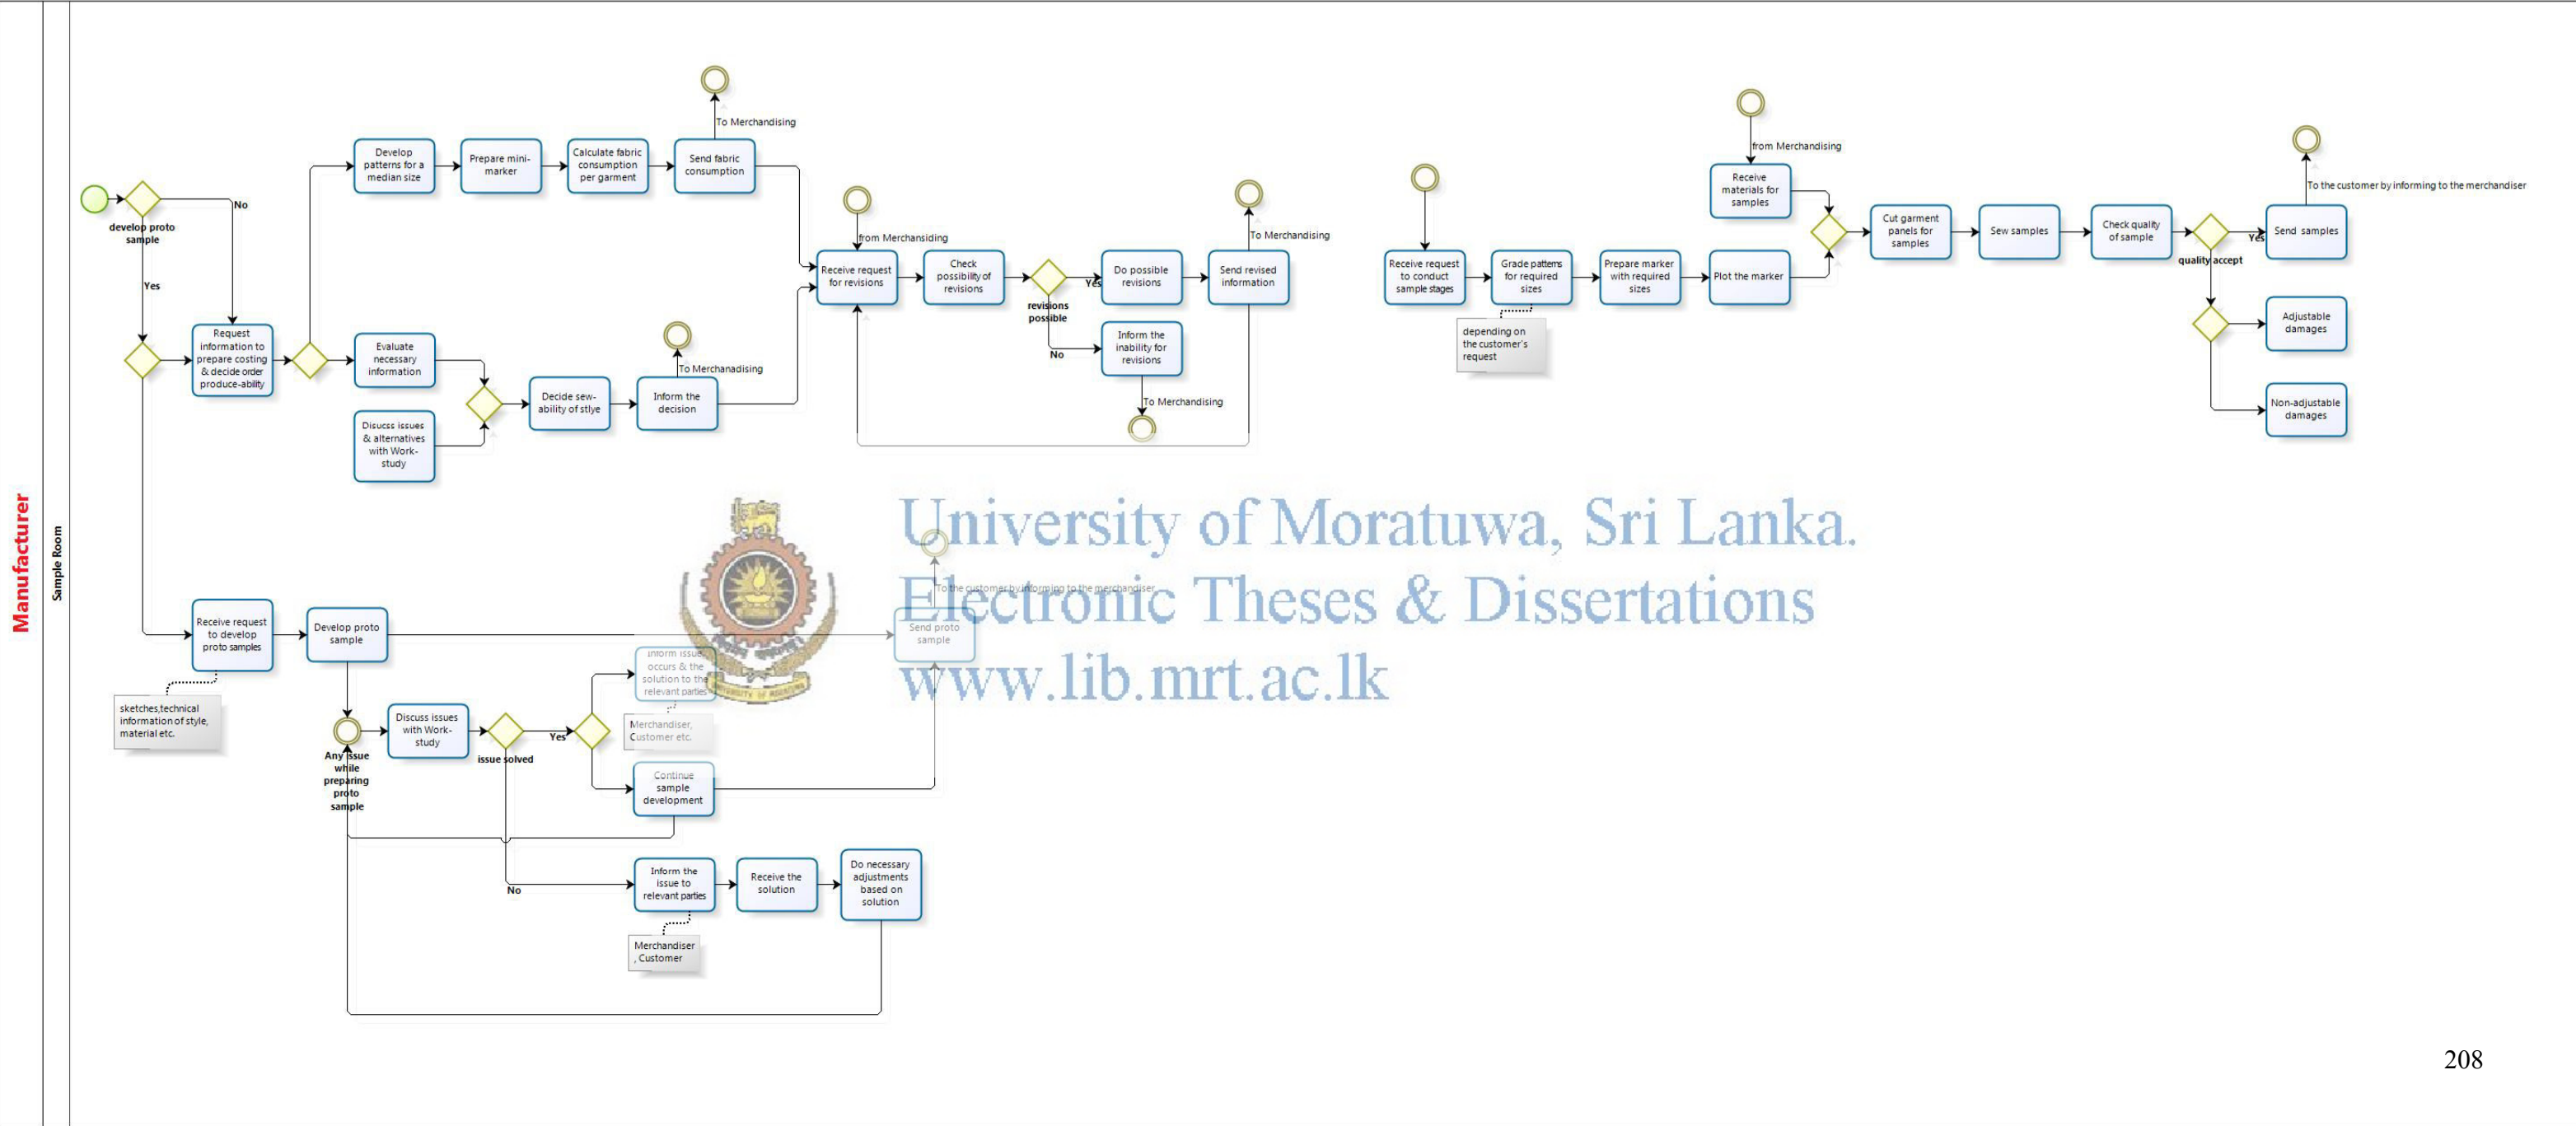 Manufacturer
Sample Room
develop proto
sample
No
Yes
Request
information to
prepare costing
& decide order
produce-ability
Develop
patterns for a
median size
Prepare mini-
marker
Calculate fabric
consumption
per garment
Send fabric
consumption
To Merchandising
Evaluate
necessary
information
Disucss issues
& alternatives
with Work-
study
Decide sew-
ability of stlye
Inform the
decision
To Merchanadising
from Merchansiding
Receive request
for revisions
Check
possibility of
revisions
revisions
possible
Yes
No
Do possible
revisions
Send revised
information
To Merchandising
Inform the
inability for
revisions
To Merchandising
Receive request
to conduct
sample stages
Grade patterns
for required
sizes
depending on
the customer's
request
Prepare marker
with required
sizes
Plot the marker
from Merchandising
Receive
materials for
samples
Cut garment
panels for
samples
Sew samples
Check quality
of sample
quality accept
Yes
Send samples
To the customer by informing to the merchandiser
Adjustable
damages
Non-adjustable
damages
University of Moratuwa, Sri Lanka.
Electronic Theses & Dissertations
www.lib.mrt.ac.lk
Receive request
to develop
proto samples
sketches,technical
information of style,
material etc.
Develop proto
sample
To the customer by informing to the merchandiser
Send proto
sample
Any issue
while
preparing
proto
sample
Discuss issues
with Work-
study
issue solved
Yes
No
Inform issue
occurs & the
solution to the
relevant parties
Merchandiser,
Customer etc.
UNIVERSITY OF MORATUWA
Continue
sample
development
Inform the
issue to
relevant parties
Merchandiser
, Customer
Receive the
solution
Do necessary
adjustments
based on
solution
208